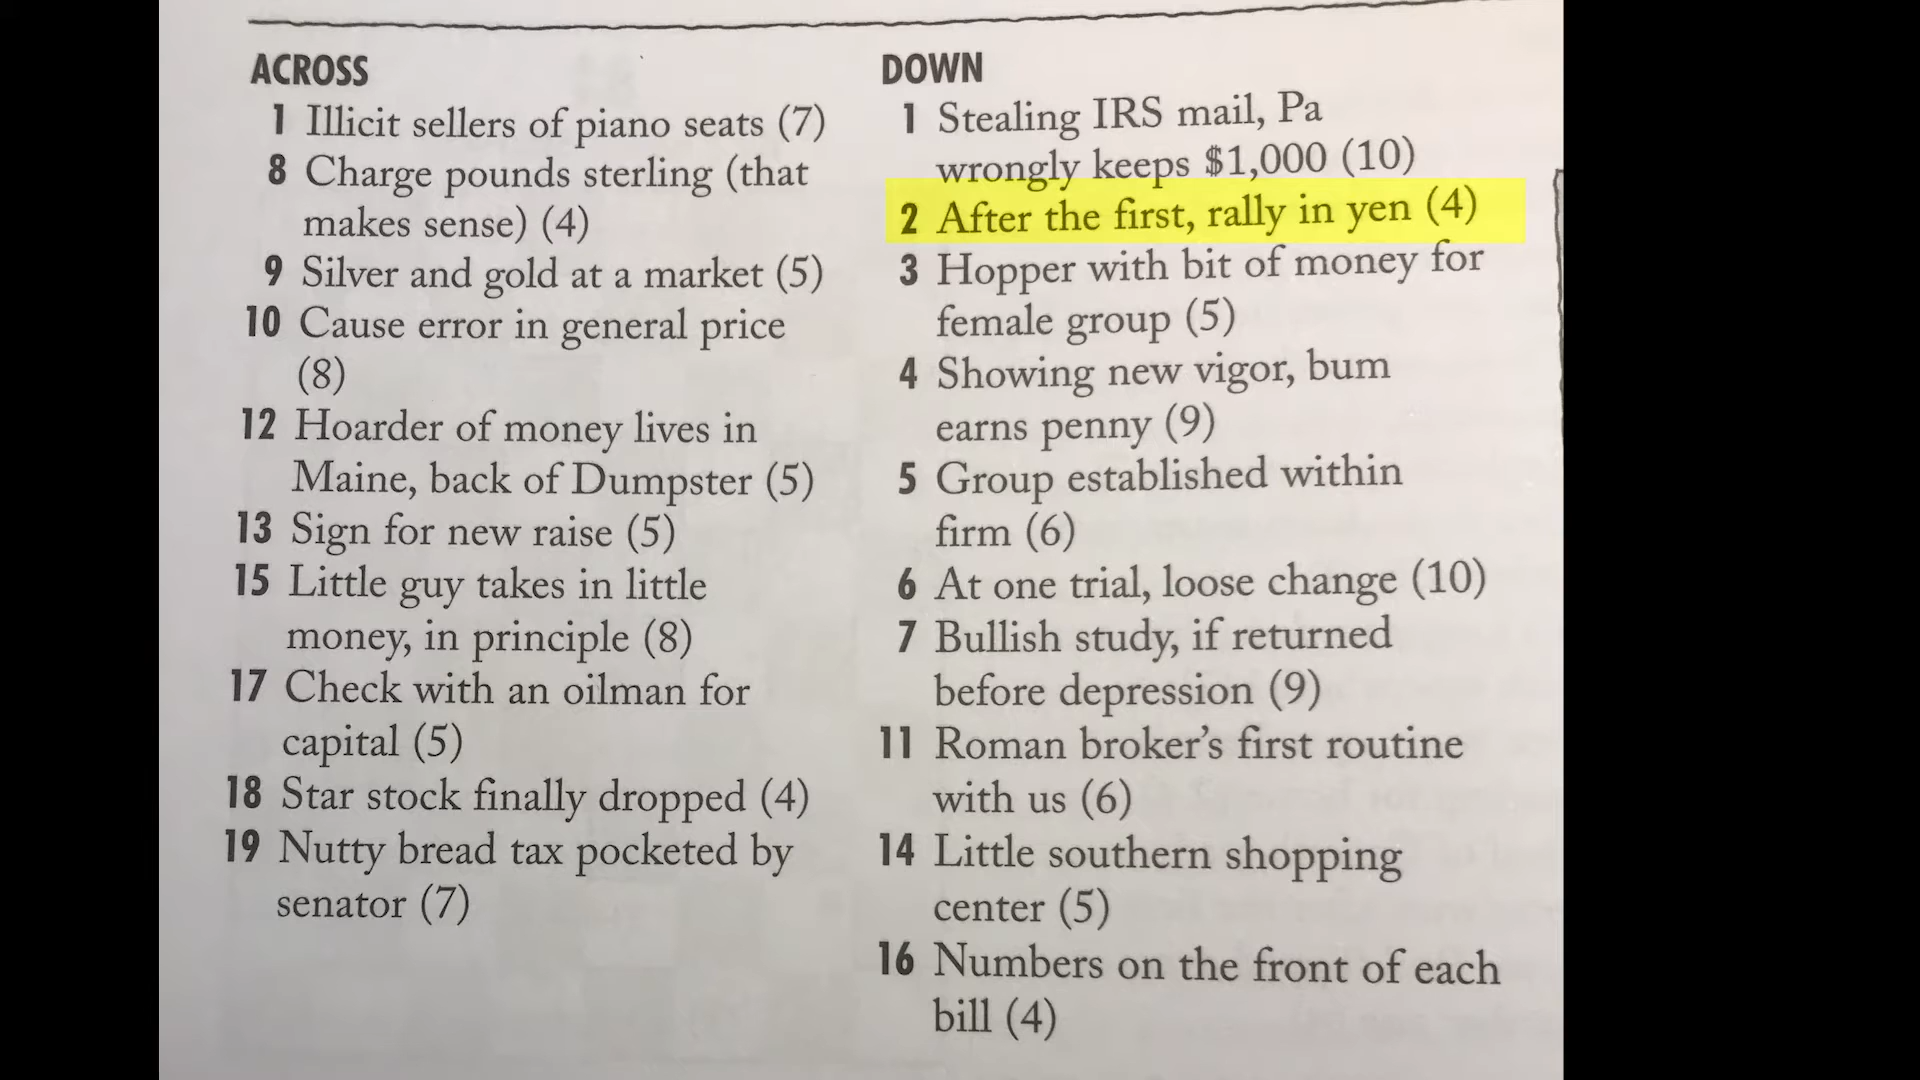 ACROSS
1 Illicit sellers of piano seats (7)
8 Charge pounds sterling (that
makes sense) (4)
9 Silver and gold at a market (5)
10 Cause error in general price
(8)
12 Hoarder of money lives in
Maine, back of Dumpster (5)
13 Sign for new raise (5)
15 Little guy takes in little
money, in principle (8)
17 Check with an oilman for
capital (5)
18 Star stock finally dropped (4)
19 Nutty bread tax pocketed by
senator (7)
DOWN
1 Stealing IRS mail, Pa
wrongly keeps $1,000 (10)
2 After the first, rally in yen (4)
3 Hopper with bit of money for
female group (5)
4 Showing new vigor, bum
earns penny (9)
5 Group established within
firm (6)
6 At one trial, loose change (10)
7 Bullish study, if returned
before depression (9)
11 Roman broker's first routine
with us (6)
14 Little southern shopping
center (5)
16 Numbers on the front of each
bill (4)